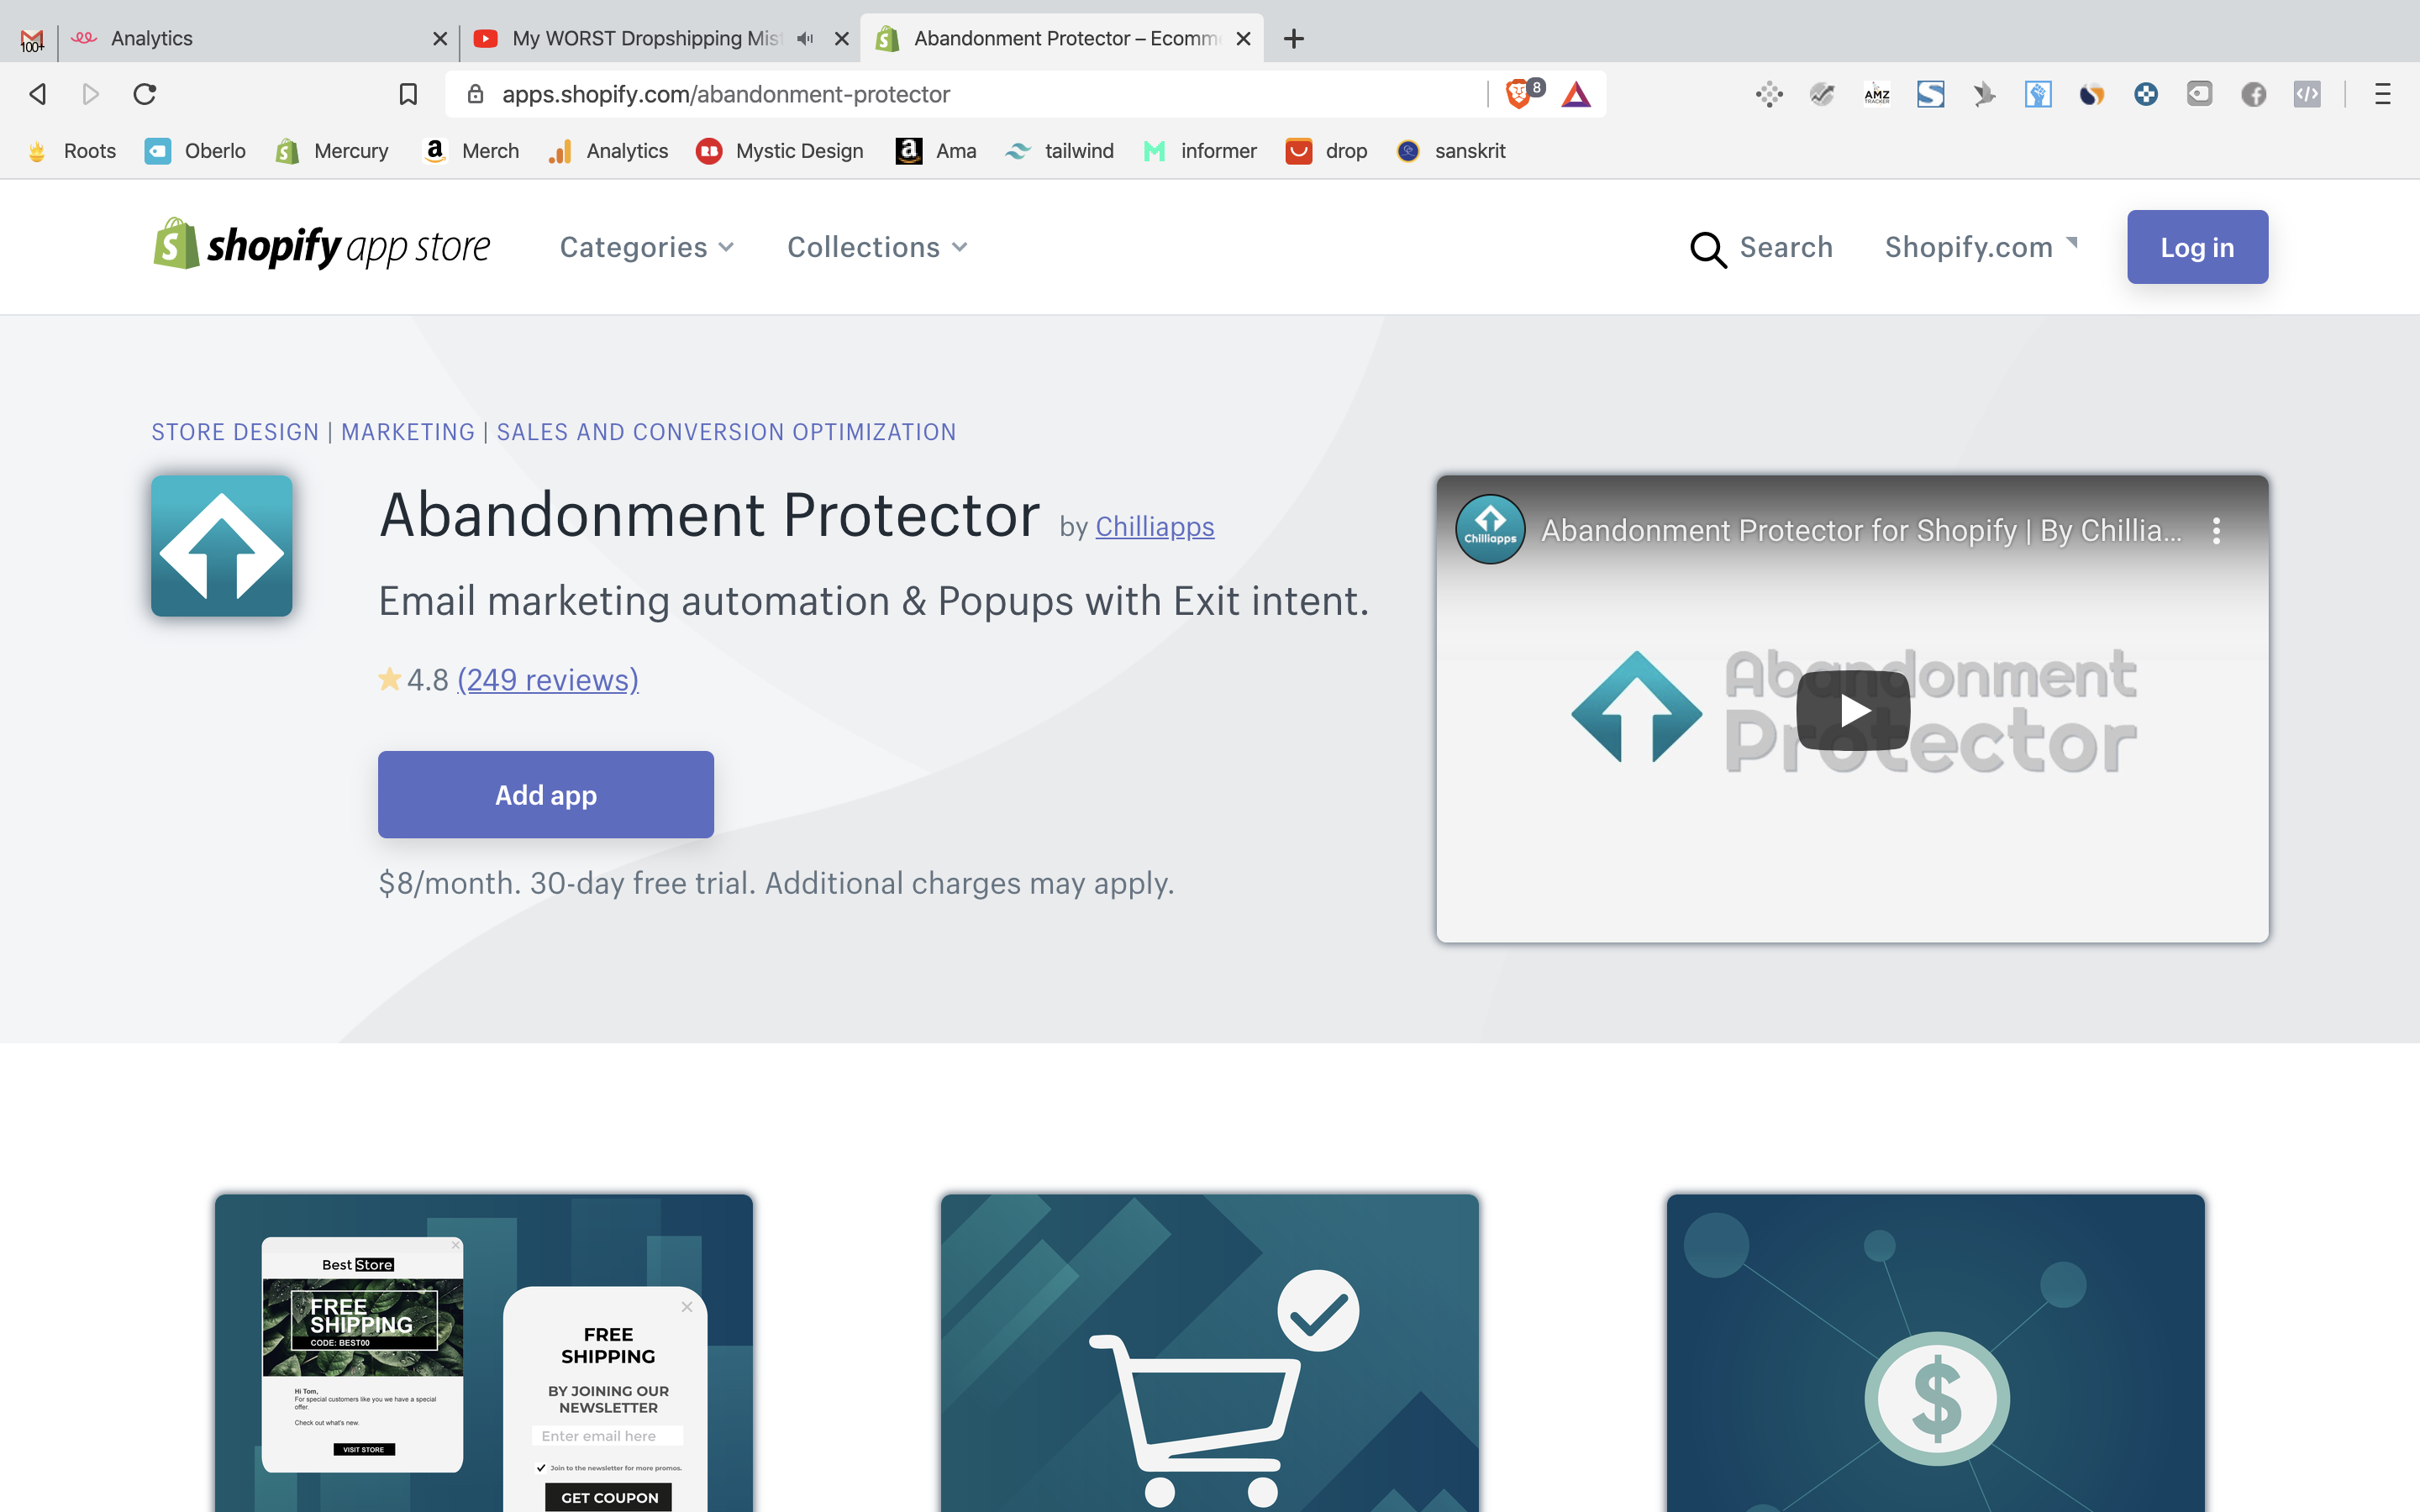 100+
Analytics
My WORST Dropshipping Mis
Abandonment Protector – Ecomme
apps.shopify.com/abandonment-protector
8
AMZ
TRACKER
Roots
Oberlo
Mercury
Merch
Analytics
RB
Mystic Design
Ama
tailwind
informer
drop
sanskrit
shopify app store
Categories
Collections
Search
Shopify.com
Log in
STORE DESIGN | MARKETING | SALES AND CONVERSION OPTIMIZATION
Abandonment Protector by Chilliapps
Email marketing automation & Popups with Exit intent.
4.8 (249 reviews)
Add app
$8/month. 30-day free trial. Additional charges may apply.
Chilliapps
Abandonment Protector for Shopify | By Chillia...
Abandonment
Protector
Best Store
FREE
SHIPPING
CODE: BEST00
Hi Tom,
For special customers like you we have a special
offer.
Check out what's new.
VISIT STORE
FREE
SHIPPING
BY JOINING OUR
NEWSLETTER
Enter email here
Join to the newsletter for more promos.
GET COUPON
$